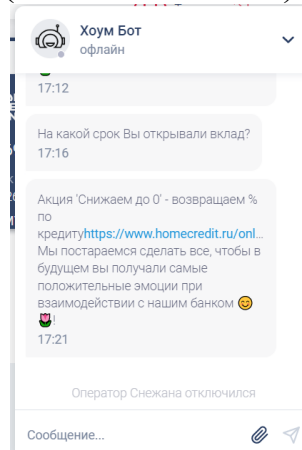 Хоум Бот
офлайн
17:12
На какой срок Вы открывали вклад?
17:16
Акция 'Снижаем до 0' - возвращаем %
по
кредитуhttps://www.homecredit.ru/onl...
Мы постараемся сделать все, чтобы в
будущем вы получали самые
положительные эмоции при
взаимодействии с нашим банком 😊
🌷!
17:21
Оператор Снежана отключился
Сообщение...